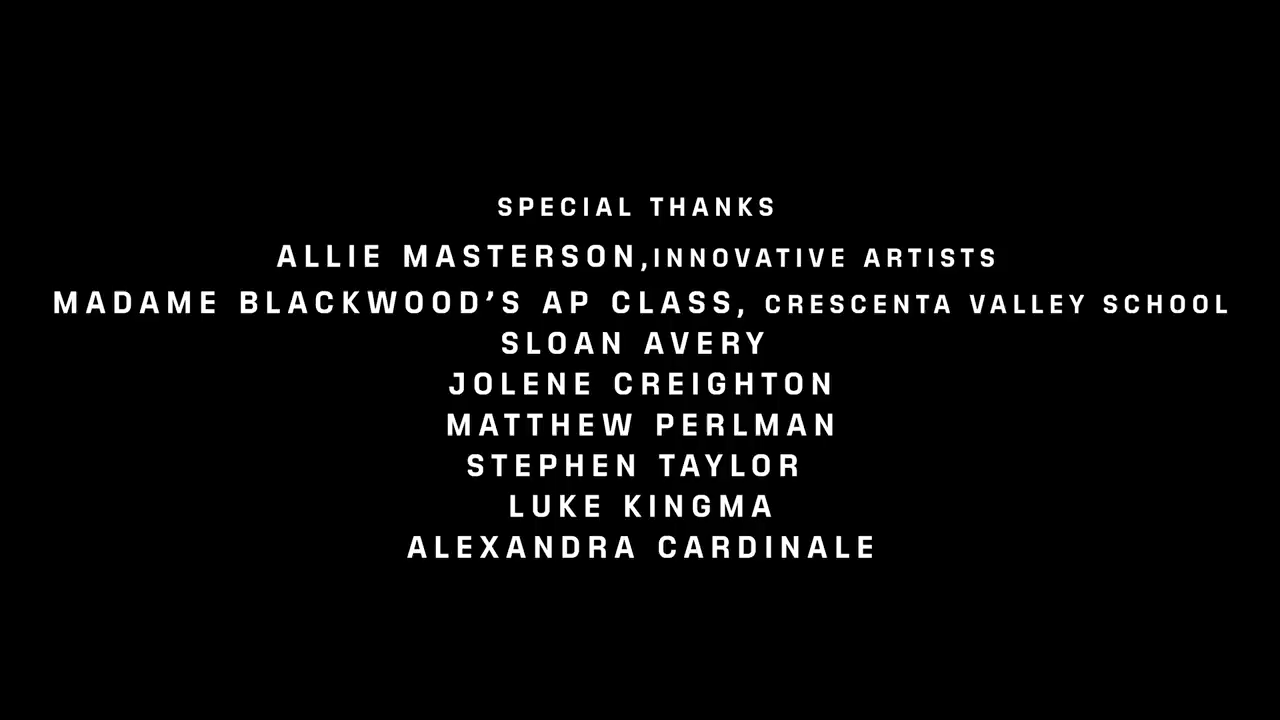 SPECIAL THANKS
ALLIE MASTERSON,INNOVATIVE ARTISTS
MADAME BLACKWOOD’S AP CLASS, CRESCENTA VALLEY SCHOOL
SLOAN AVERY
JOLENE CREIGHTON
MATTHEW PERLMAN
STEPHEN TAYLOR
LUKE KINGMA
ALEXANDRA CARDINALE